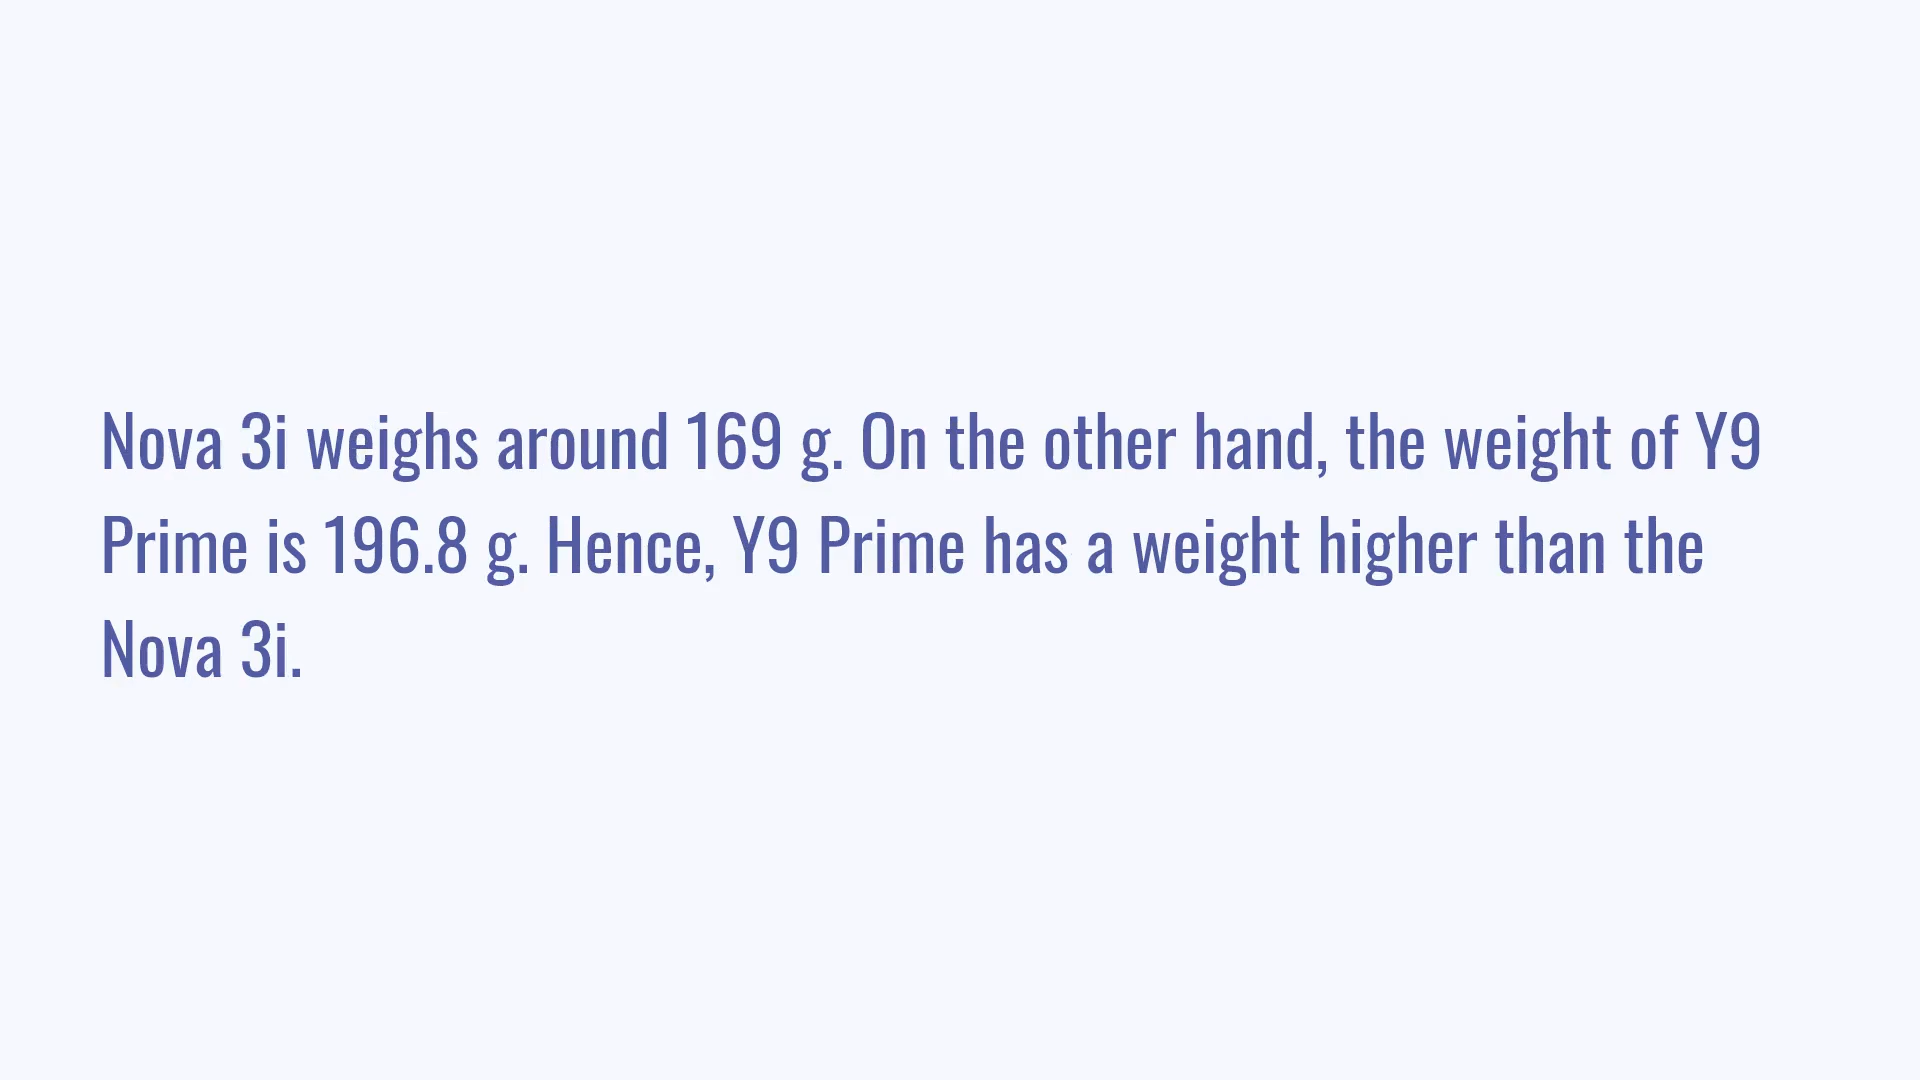 Nova 3i weighs around 169 g. On the other hand, the weight of Y9
Prime is 196.8 g. Hence, Y9 Prime has a weight higher than the
Nova 3i.